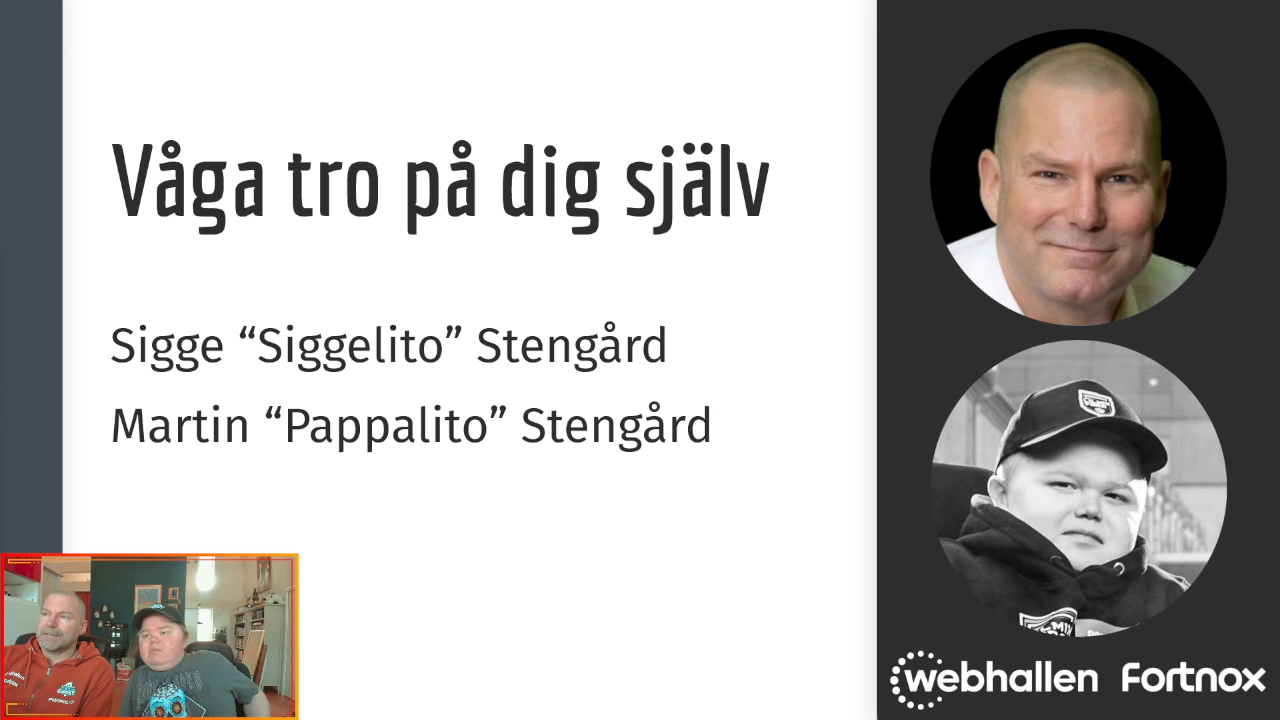 Våga tro på dig själv
Sigge “Siggelito” Stengård
Martin “Pappalito” Stengård
webhallen Fortnox